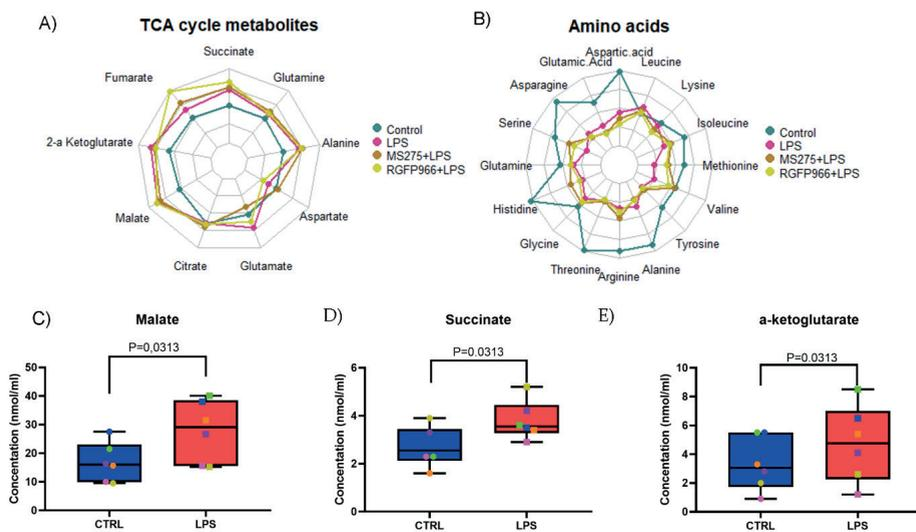 A)
TCA cycle metabolites
Succinate
Fumarate
Glutamine
2-a Ketoglutarate
Alanine
Malate
Aspartate
Citrate
Glutamate
Control
LPS
MS275+LPS
RGFP966+LPS
B)
Amino acids
Aspartic.acid
Glutamic.Acid
Leucine
Asparagine
Lysine
Serine
Isoleucine
Glutamine
Methionine
Histidine
Valine
Glycine
Tyrosine
Threonine
Arginine
Alanine
Control
LPS
MS275+LPS
RGFP966+LPS
C)
Malate
P=0,0313
Concentation (nmol/ml)
50
40
30
20
10
0
CTRL
LPS
D)
Succinate
P=0.0313
Concentation (nmol/ml)
6
4
2
0
CTRL
LPS
E)
a-ketoglutarate
P=0.0313
Concentation (nmol/ml)
10
8
6
4
2
0
CTRL
LPS